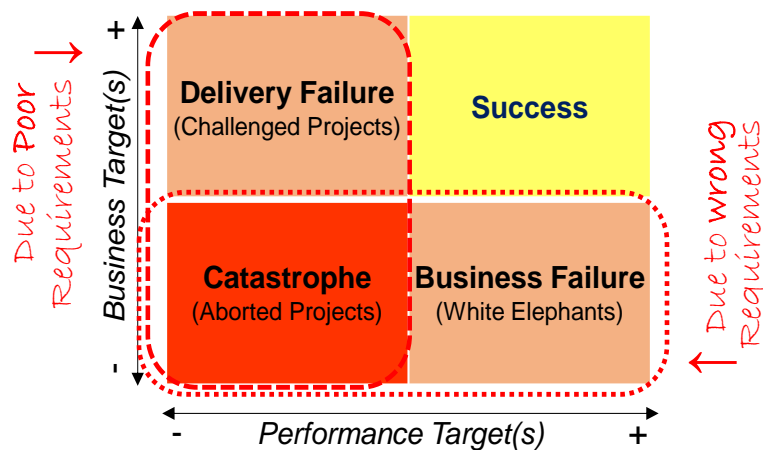 Due to Poor
Requirements
+
Business Target(s)
-
Delivery Failure
(Challenged Projects)
Success
Catastrophe
(Aborted Projects)
Business Failure
(White Elephants)
-
Performance Target(s)
+
Due to wrong
Requirements